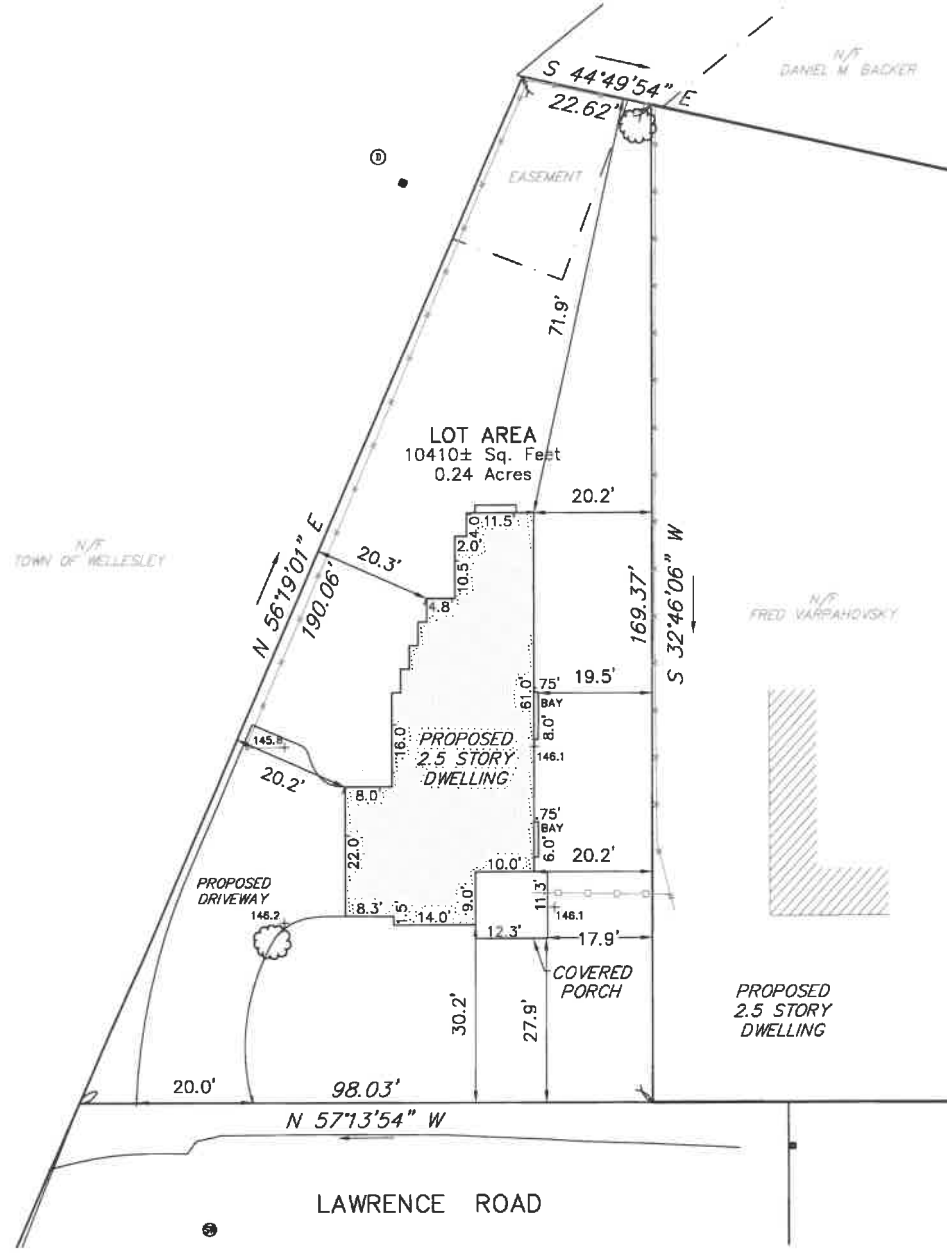 S 44°49'54" E
22.62'
N/F
DANIEL M BACKER
D
EASEMENT
71.9'
LOT AREA
10410± Sq. Feet
0.24 Acres
20.2'
4.0
11.5'
2.0'
N/F
TOWN OF WELLESLEY
N 56°19'01" E
190.06'
20.3'
10.5'
4.8'
169.37'
S 32°46'06" W
N/F
FRED VARPAHOVSKY
19.5'
61.0'
75'
BAY
8.0'
16.0'
PROPOSED
2.5 STORY
DWELLING
146.1
145.8
20.2'
8.0'
75'
BAY
6.0'
22.0'
10.0'
20.2'
PROPOSED
DRIVEWAY
146.2
8.3'
1.5'
14.0'
9.0'
11.3'
146.1
12.3'
17.9'
COVERED
PORCH
PROPOSED
2.5 STORY
DWELLING
30.2'
27.9'
20.0'
98.03'
N 57°13'54" W
LAWRENCE ROAD